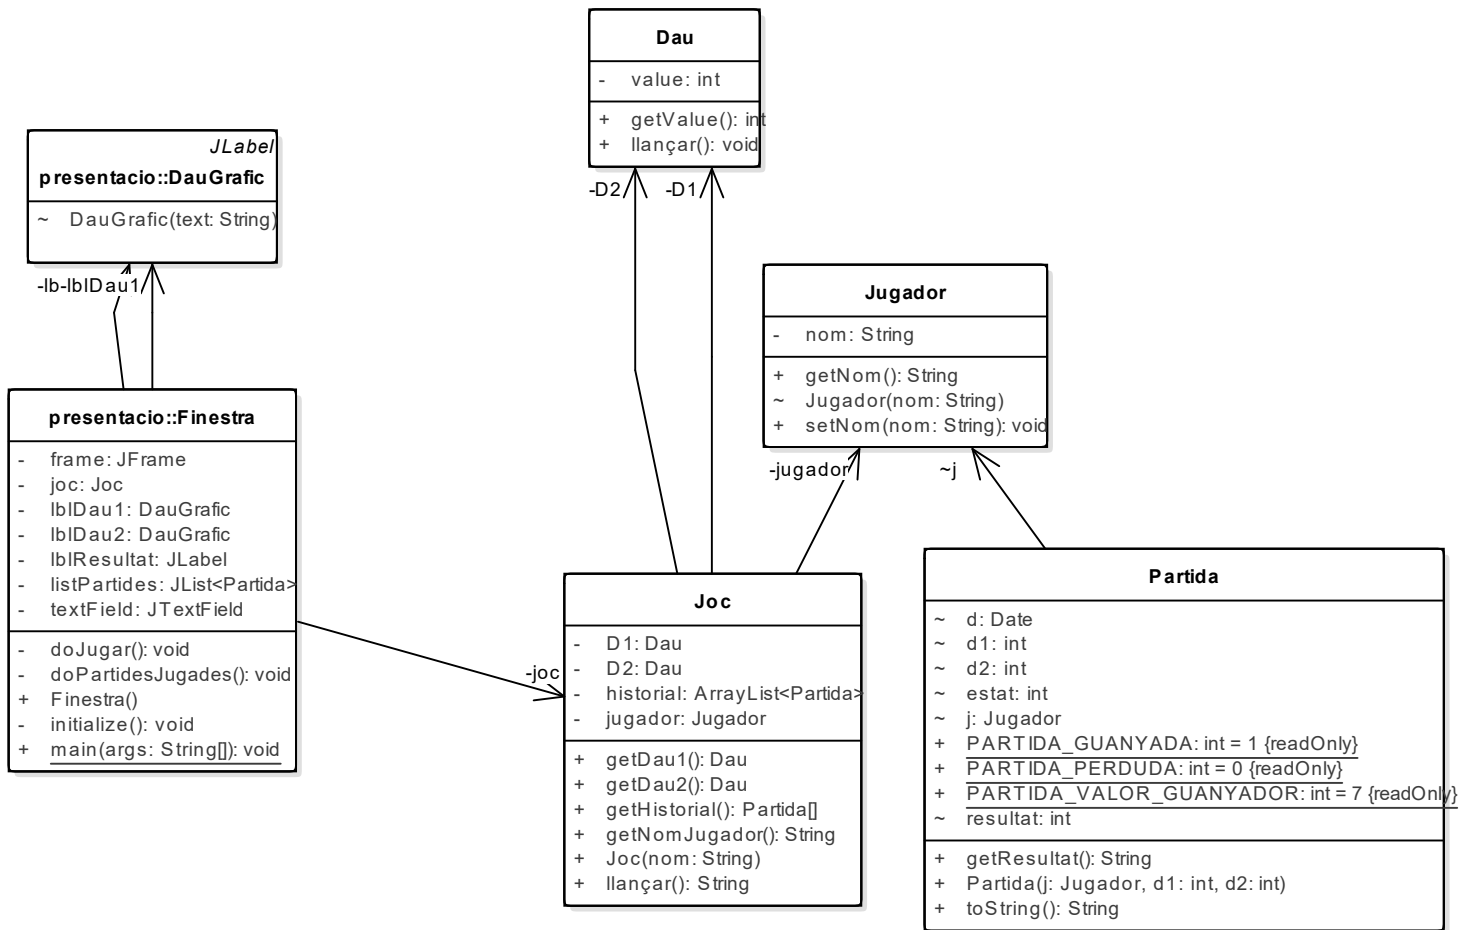 Dau
- value: int
+ getValue(): int
+ llançar(): void
-D2
-D1
JLabel
presentacio::DauGrafic
~ DauGrafic(text: String)
-lb-lblDau1
Jugador
- nom: String
+ getNom(): String
~ Jugador(nom: String)
+ setNom(nom: String): void
-jugador
~j
presentacio::Finestra
- frame: JFrame
- joc: Joc
- lblDau1: DauGrafic
- lblDau2: DauGrafic
- lblResultat: JLabel
- listPartides: JList<Partida>
- textField: JTextField
- doJugar(): void
- doPartidesJugades(): void
+ Finestra()
- initialize(): void
+ main(args: String[]): void
-joc
Joc
- D1: Dau
- D2: Dau
- historial: ArrayList<Partida>
- jugador: Jugador
+ getDau1(): Dau
+ getDau2(): Dau
+ getHistorial(): Partida[]
+ getNomJugador(): String
+ Joc(nom: String)
+ llançar(): String
Partida
~ d: Date
~ d1: int
~ d2: int
~ estat: int
~ j: Jugador
+ PARTIDA_GUANYADA: int = 1 {readOnly}
+ PARTIDA_PERDUDA: int = 0 {readOnly}
+ PARTIDA_VALOR_GUANYADOR: int = 7 {readOnly}
~ resultat: int
+ getResultat(): String
+ Partida(j: Jugador, d1: int, d2: int)
+ toString(): String